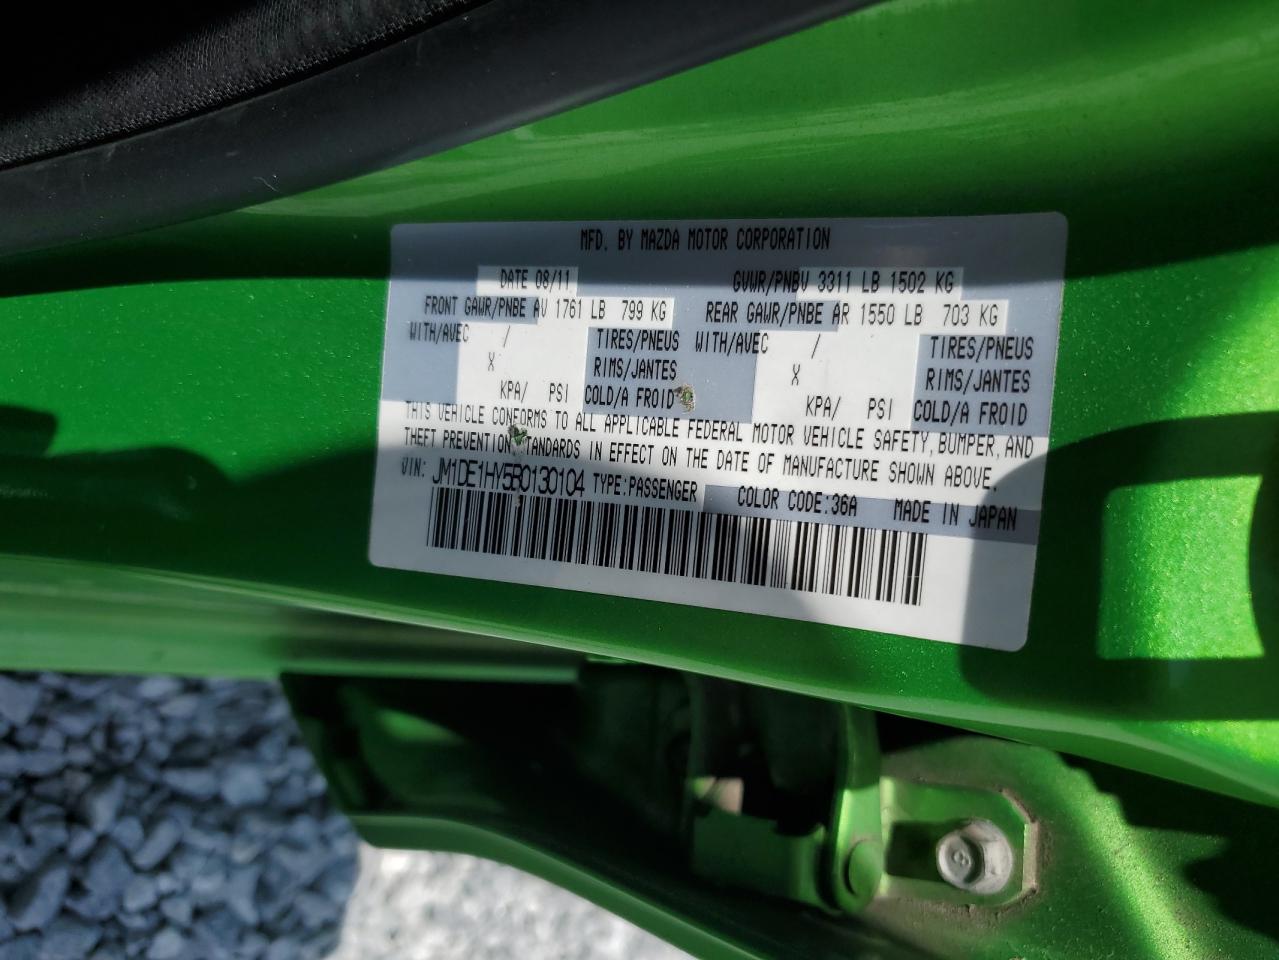 MFD. BY MAZDA MOTOR CORPORATION
DATE 08/11 GVWR/PNBV 3311 LB 1502 KG
FRONT GAWR/PNBE AV 1761 LB 799 KG REAR GAWR/PNBE AR 1550 LB 703 KG
WITH/AVEC / TIRES/PNEUS WITH/AVEC / TIRES/PNEUS
X RIMS/JANTES X RIMS/JANTES
KPA/ PSI COLD/A FROID KPA/ PSI COLD/A FROID
THIS VEHICLE CONFORMS TO ALL APPLICABLE FEDERAL MOTOR VEHICLE SAFETY, BUMPER, AND
THEFT PREVENTION STANDARDS IN EFFECT ON THE DATE OF MANUFACTURE SHOWN ABOVE.
VIN: JM1DE1HY5B0130104 TYPE:PASSENGER COLOR CODE:36A MADE IN JAPAN